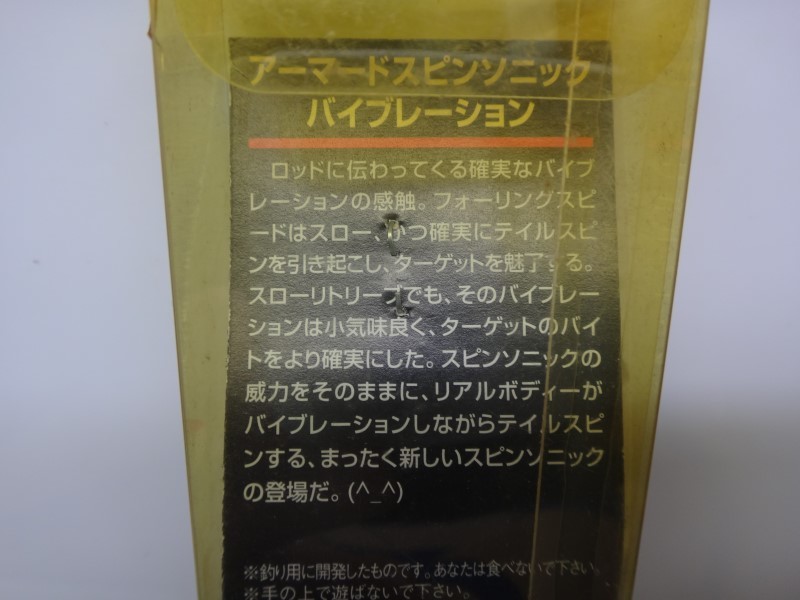 アーマードスピンソニック
バイブレーション
ロッドに伝わってくる確実なバイブ
レーションの感触。フォーリングスピ
ードはスロー、かつ確実にテイルスピ
ンを引き起こし、ターゲットを魅了する。
スローリトリーブでも、そのバイブレー
ションは小気味良く、ターゲットのバイ
トをより確実にした。スピンソニックの
威力をそのままに、リアルボディーが
バイブレーションしながらテイルスピ
ンする、まったく新しいスピンソニック
の登場だ。(^_^)
※釣り用に開発したものです。あなたは食べないで下さい。
※手の上で遊ばないで下さい。